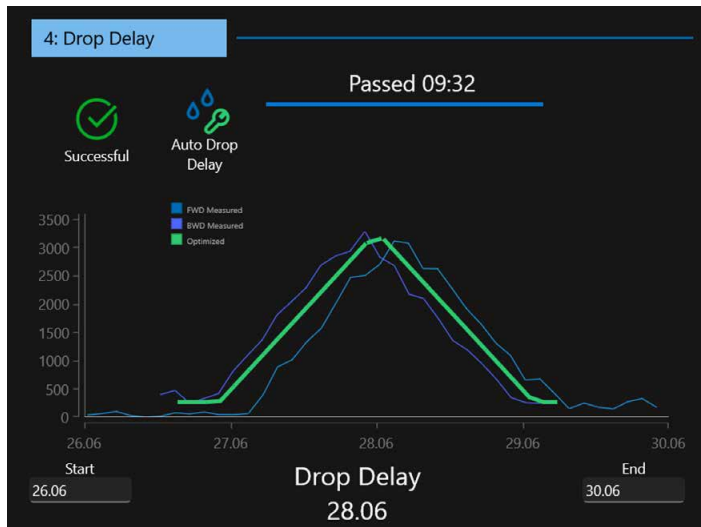 4: Drop Delay
Passed 09:32
Successful
Auto Drop
Delay
FWD Measured
BWD Measured
Optimized
3500
3000
2500
2000
1500
1000
500
0
26.06 27.06 28.06 29.06 30.06
Start
26.06
Drop Delay
28.06
End
30.06